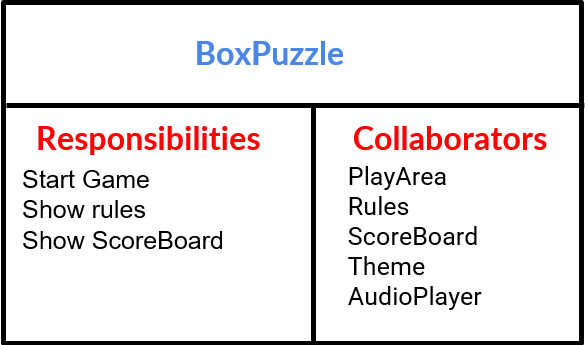 BoxPuzzle
Responsibilities
Start Game
Show rules
Show ScoreBoard
Collaborators
PlayArea
Rules
ScoreBoard
Theme
AudioPlayer